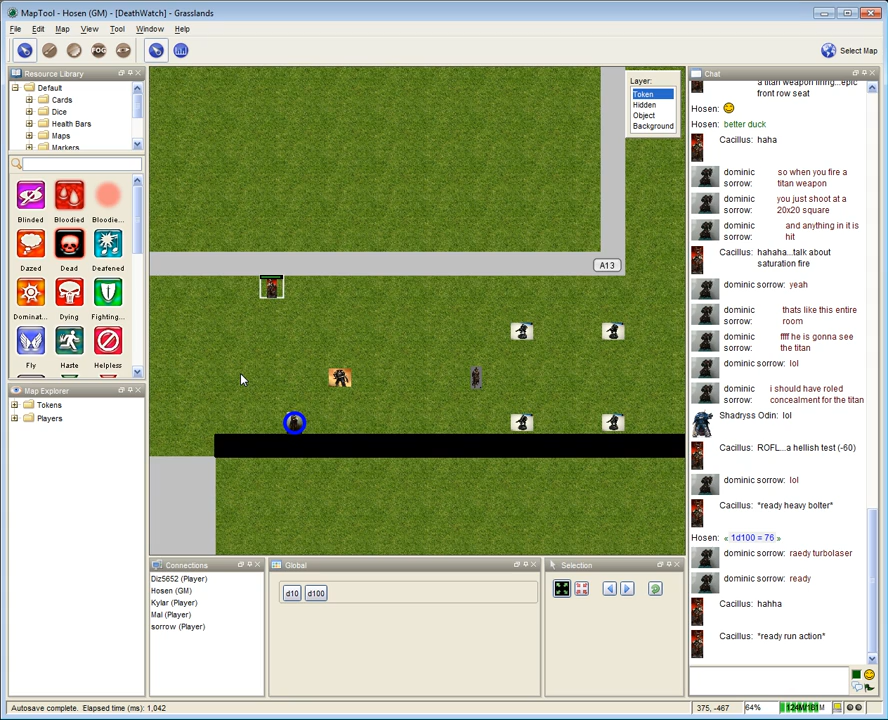 MapTool - Hosen (GM) - [DeathWatch] - Grasslands
File Edit Map View Tool Window Help
FOG
Select Map
Resource Library
Default
Cards
Dice
Health Bars
Maps
Markers
Blinded Bloodied Bloodie...
Dazed Dead Deafened
Dominat... Dying Fighting...
Fly Haste Helpless
Map Explorer
Tokens
Players
Layer:
Token
Hidden
Object
Background
A13
Connections
Diz5652 (Player)
Hosen (GM)
Kylar (Player)
Mal (Player)
sorrow (Player)
Global
d10 d100
Selection
Chat
a titan weapon firing...epic
front row seat
Hosen:
Hosen: better duck
Cacillus: haha
dominic sorrow: so when you fire a titan weapon
dominic sorrow: you just shoot at a 20x20 square
dominic sorrow: and anything in it is hit
Cacillus: hahaha...talk about saturation fire
dominic sorrow: yeah
dominic sorrow: thats like this entire room
dominic sorrow: ffff he is gonna see the titan
dominic sorrow: lol
dominic sorrow: i should have roled concealment for the titan
Shadryss Odin: lol
Cacillus: ROFL...a hellish test (-60)
dominic sorrow: lol
Cacillus: *ready heavy bolter*
Hosen: « 1d100 = 76 »
dominic sorrow: raedy turbolaser
dominic sorrow: ready
Cacillus: hahha
Cacillus: *ready run action*
Autosave complete. Elapsed time (ms): 1,042
375, -467
64%
124M/181M